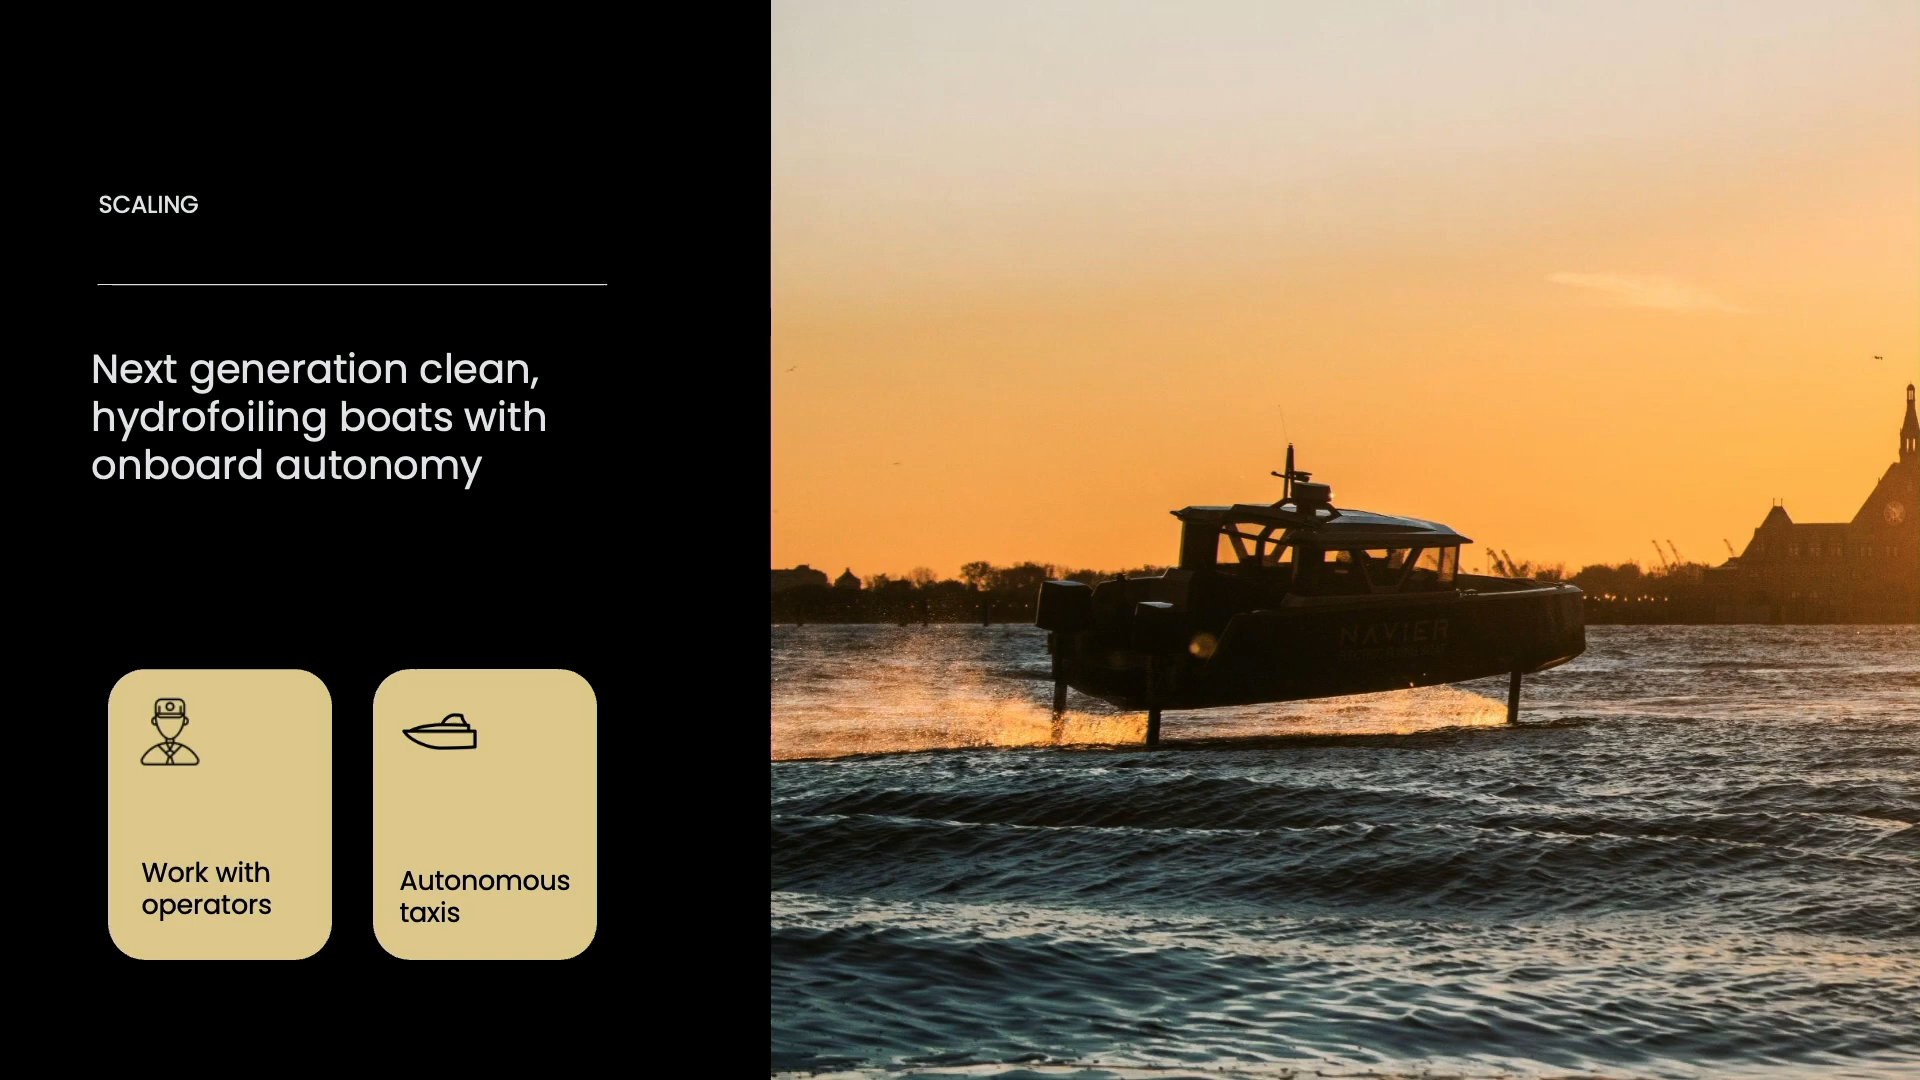 SCALING
Next generation clean,
hydrofoiling boats with
onboard autonomy
Work with
operators
Autonomous
taxis
NAVIER